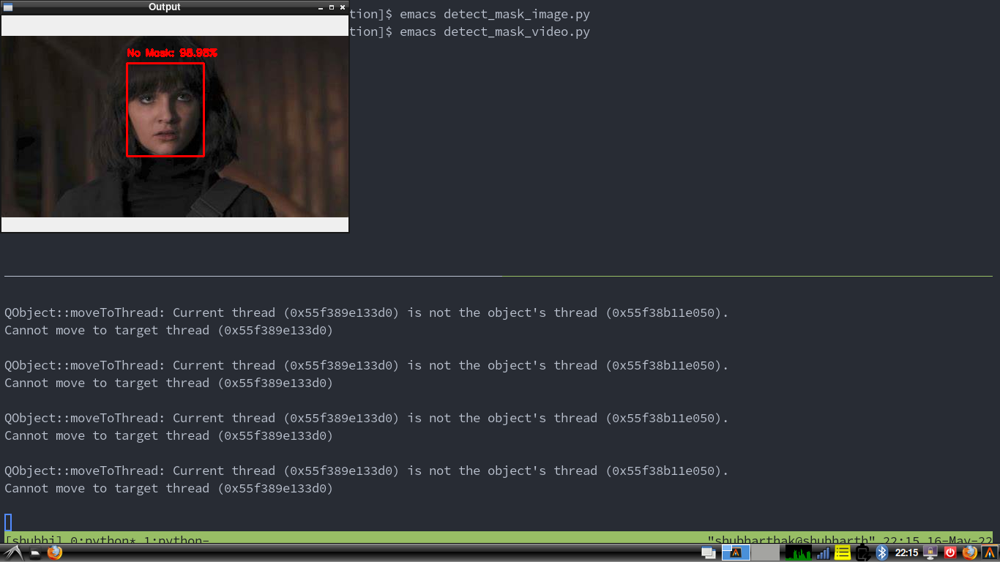 Output
tion]$ emacs detect_mask_image.py
tion]$ emacs detect_mask_video.py
No Mask: 98.98%
QObject::moveToThread: Current thread (0x55f389e133d0) is not the object's thread (0x55f38b11e050).
Cannot move to target thread (0x55f389e133d0)
QObject::moveToThread: Current thread (0x55f389e133d0) is not the object's thread (0x55f38b11e050).
Cannot move to target thread (0x55f389e133d0)
QObject::moveToThread: Current thread (0x55f389e133d0) is not the object's thread (0x55f38b11e050).
Cannot move to target thread (0x55f389e133d0)
QObject::moveToThread: Current thread (0x55f389e133d0) is not the object's thread (0x55f38b11e050).
Cannot move to target thread (0x55f389e133d0)
[shubhi] 0:python* 1:python- "shubharthak@shubharth" 22:15 16-May-22
22:15